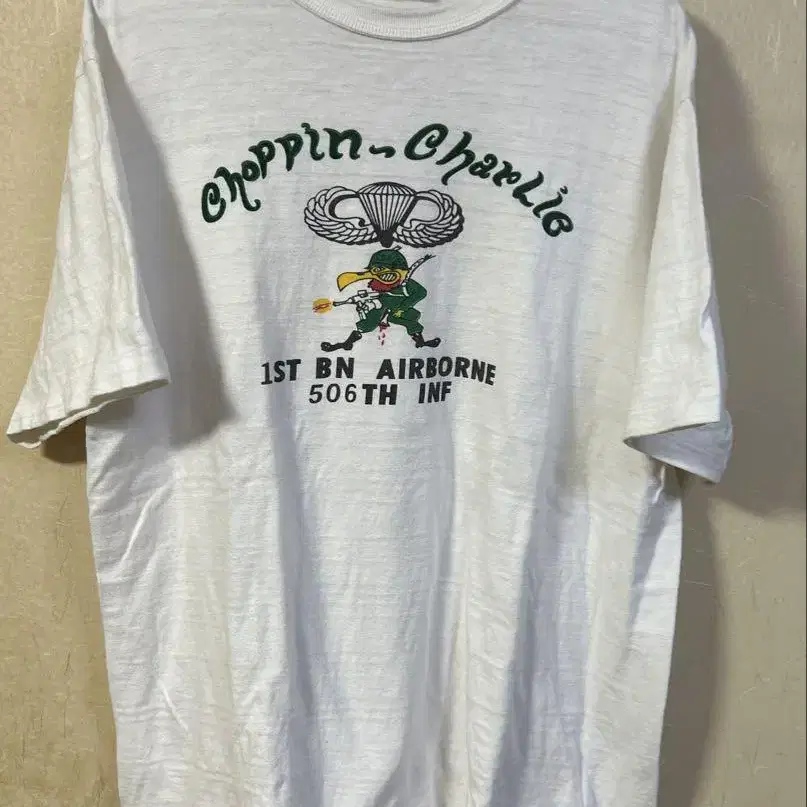 Choppin~Charlie
1ST BN AIRBORNE
506TH INF